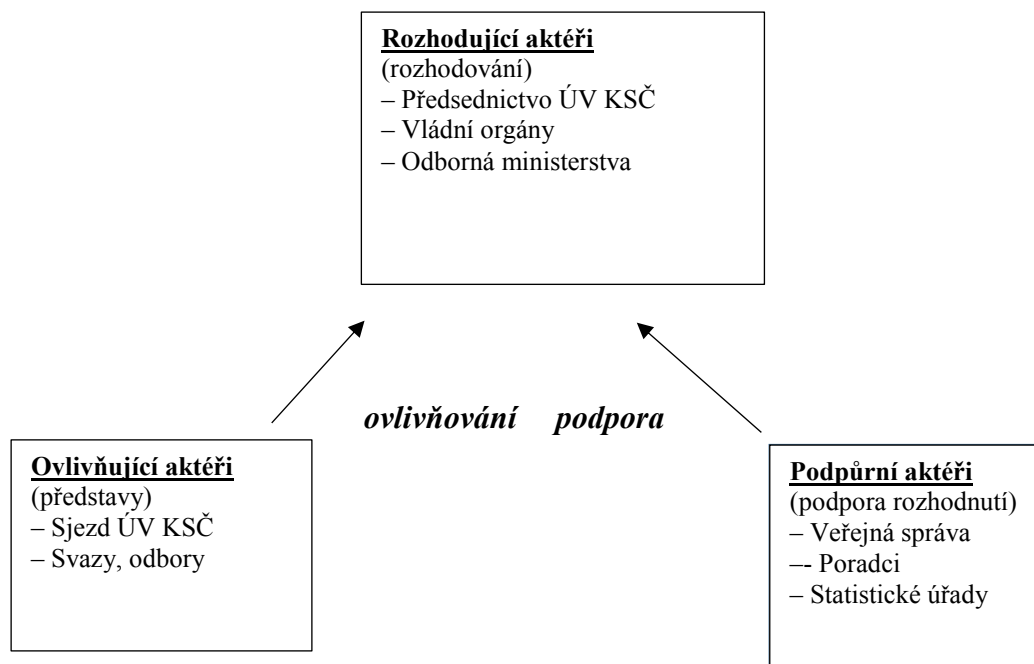 Rozhodující aktéři
(rozhodování)
– Předsednictvo ÚV KSČ
– Vládní orgány
– Odborná ministerstva
ovlivňování podpora
Ovlivňující aktéři
(představy)
– Sjezd ÚV KSČ
– Svazy, odbory
Podpůrní aktéři
(podpora rozhodnutí)
– Veřejná správa
–- Poradci
– Statistické úřady